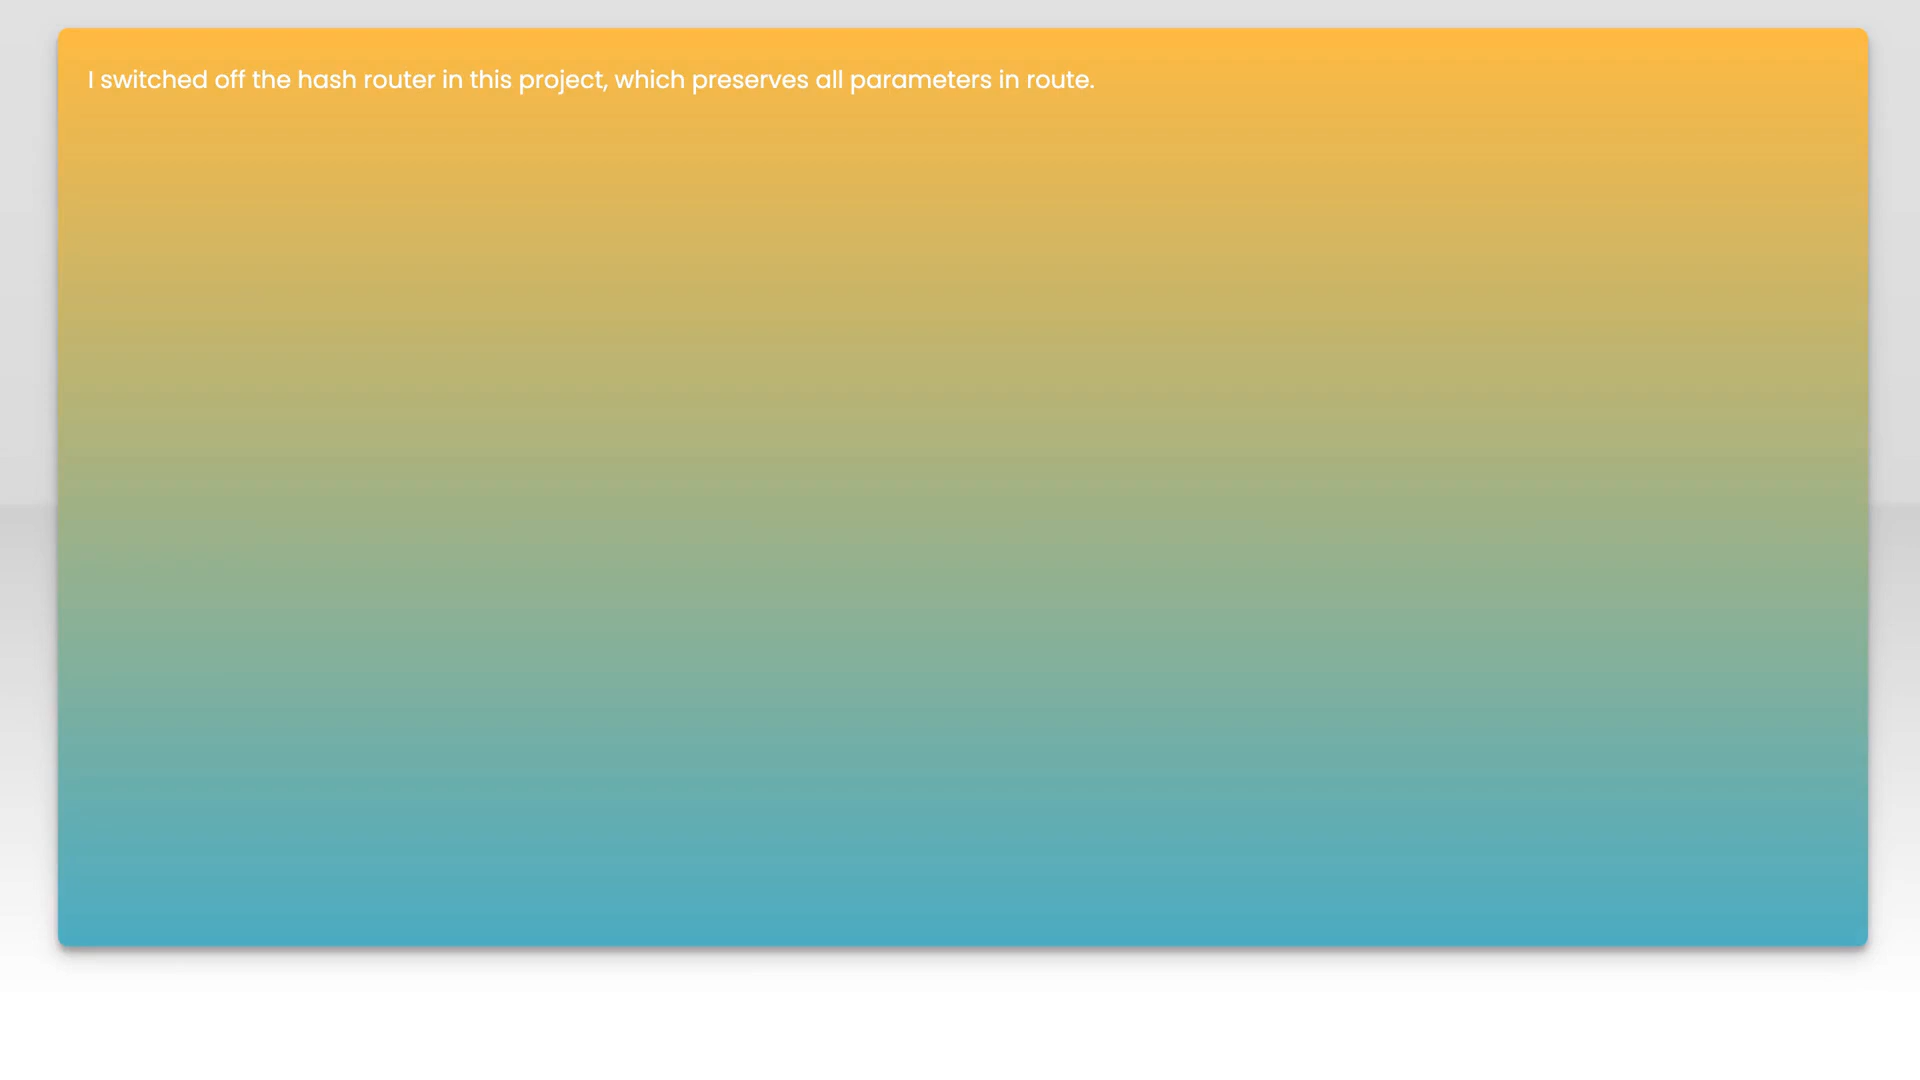 I switched off the hash router in this project, which preserves all parameters in route.